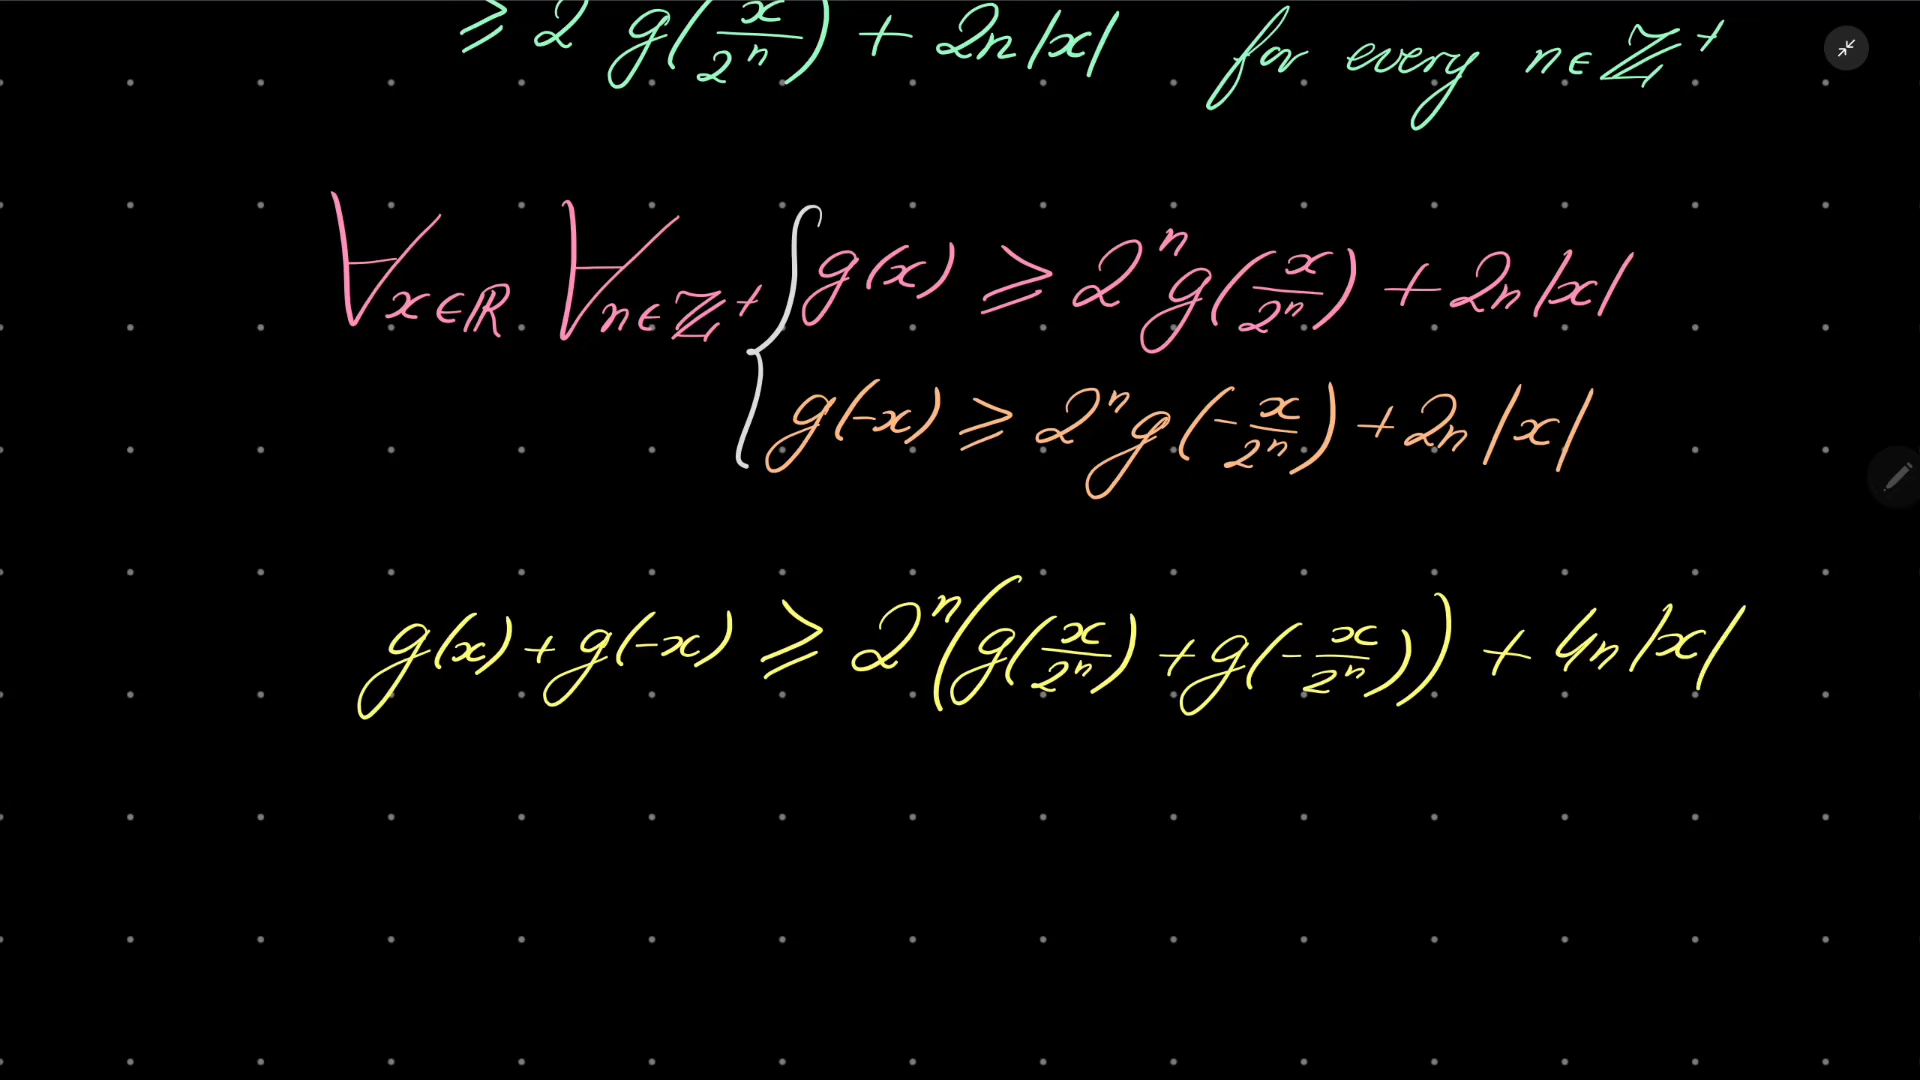 ≥ 2 g(x/2ⁿ) + 2n|x| for every n∈ℤ⁺
∀x∈ℝ ∀n∈ℤ⁺ { g(x) ≥ 2ⁿg(x/2ⁿ) + 2n|x|
g(-x) ≥ 2ⁿg(-x/2ⁿ) + 2n|x|
g(x)+g(-x) ≥ 2ⁿ(g(x/2ⁿ)+g(-x/2ⁿ)) + 4n|x|